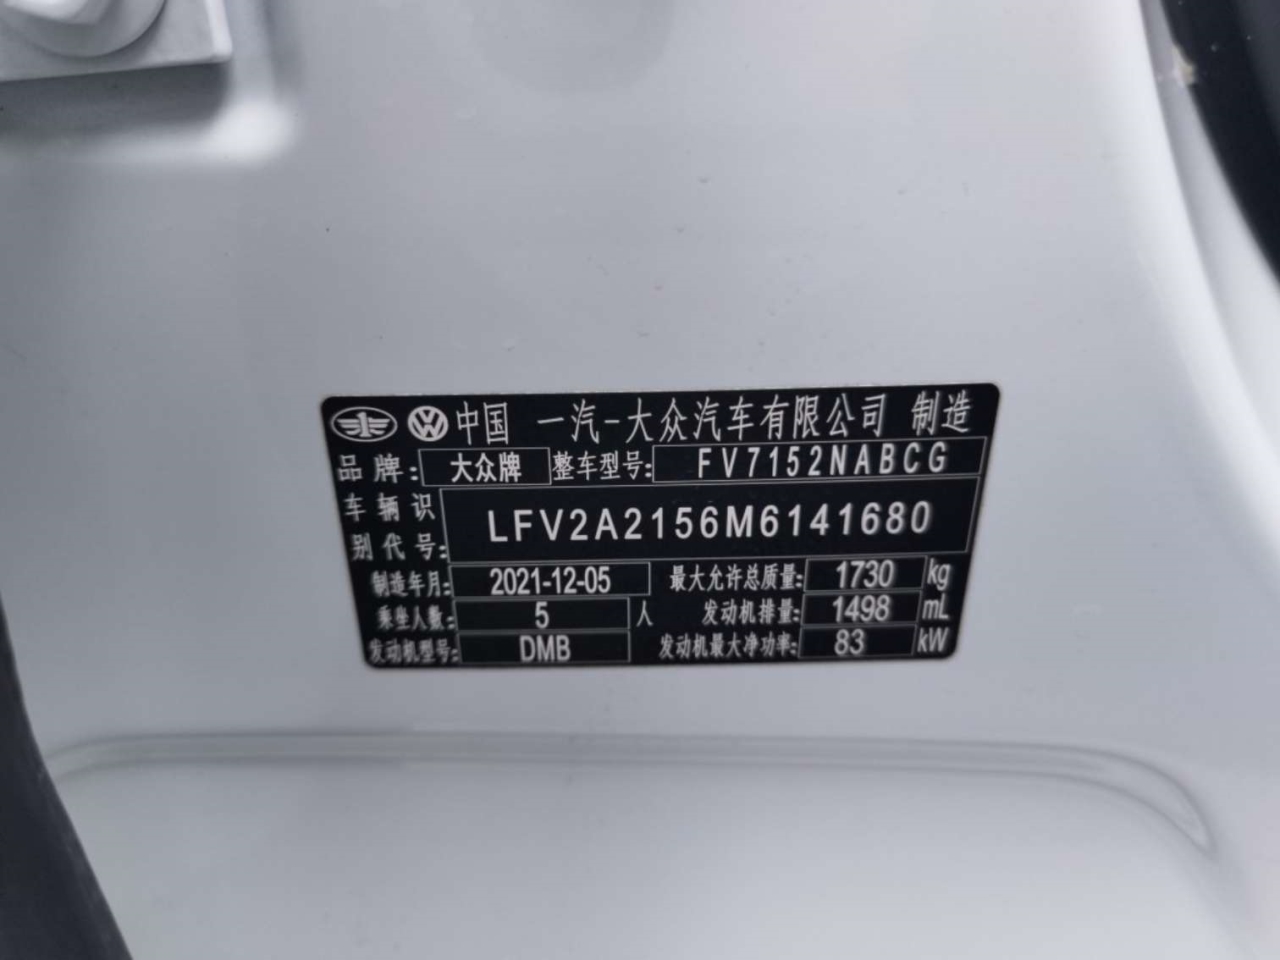 中国 一汽-大众汽车有限公司 制造
品牌: 大众牌 整车型号: FV7152NABCG
车辆识别代号: LFV2A2156M6141680
制造年月: 2021-12-05 最大允许总质量: 1730 kg
乘坐人数: 5 人 发动机排量: 1498 mL
发动机型号: DMB 发动机最大净功率: 83 kW